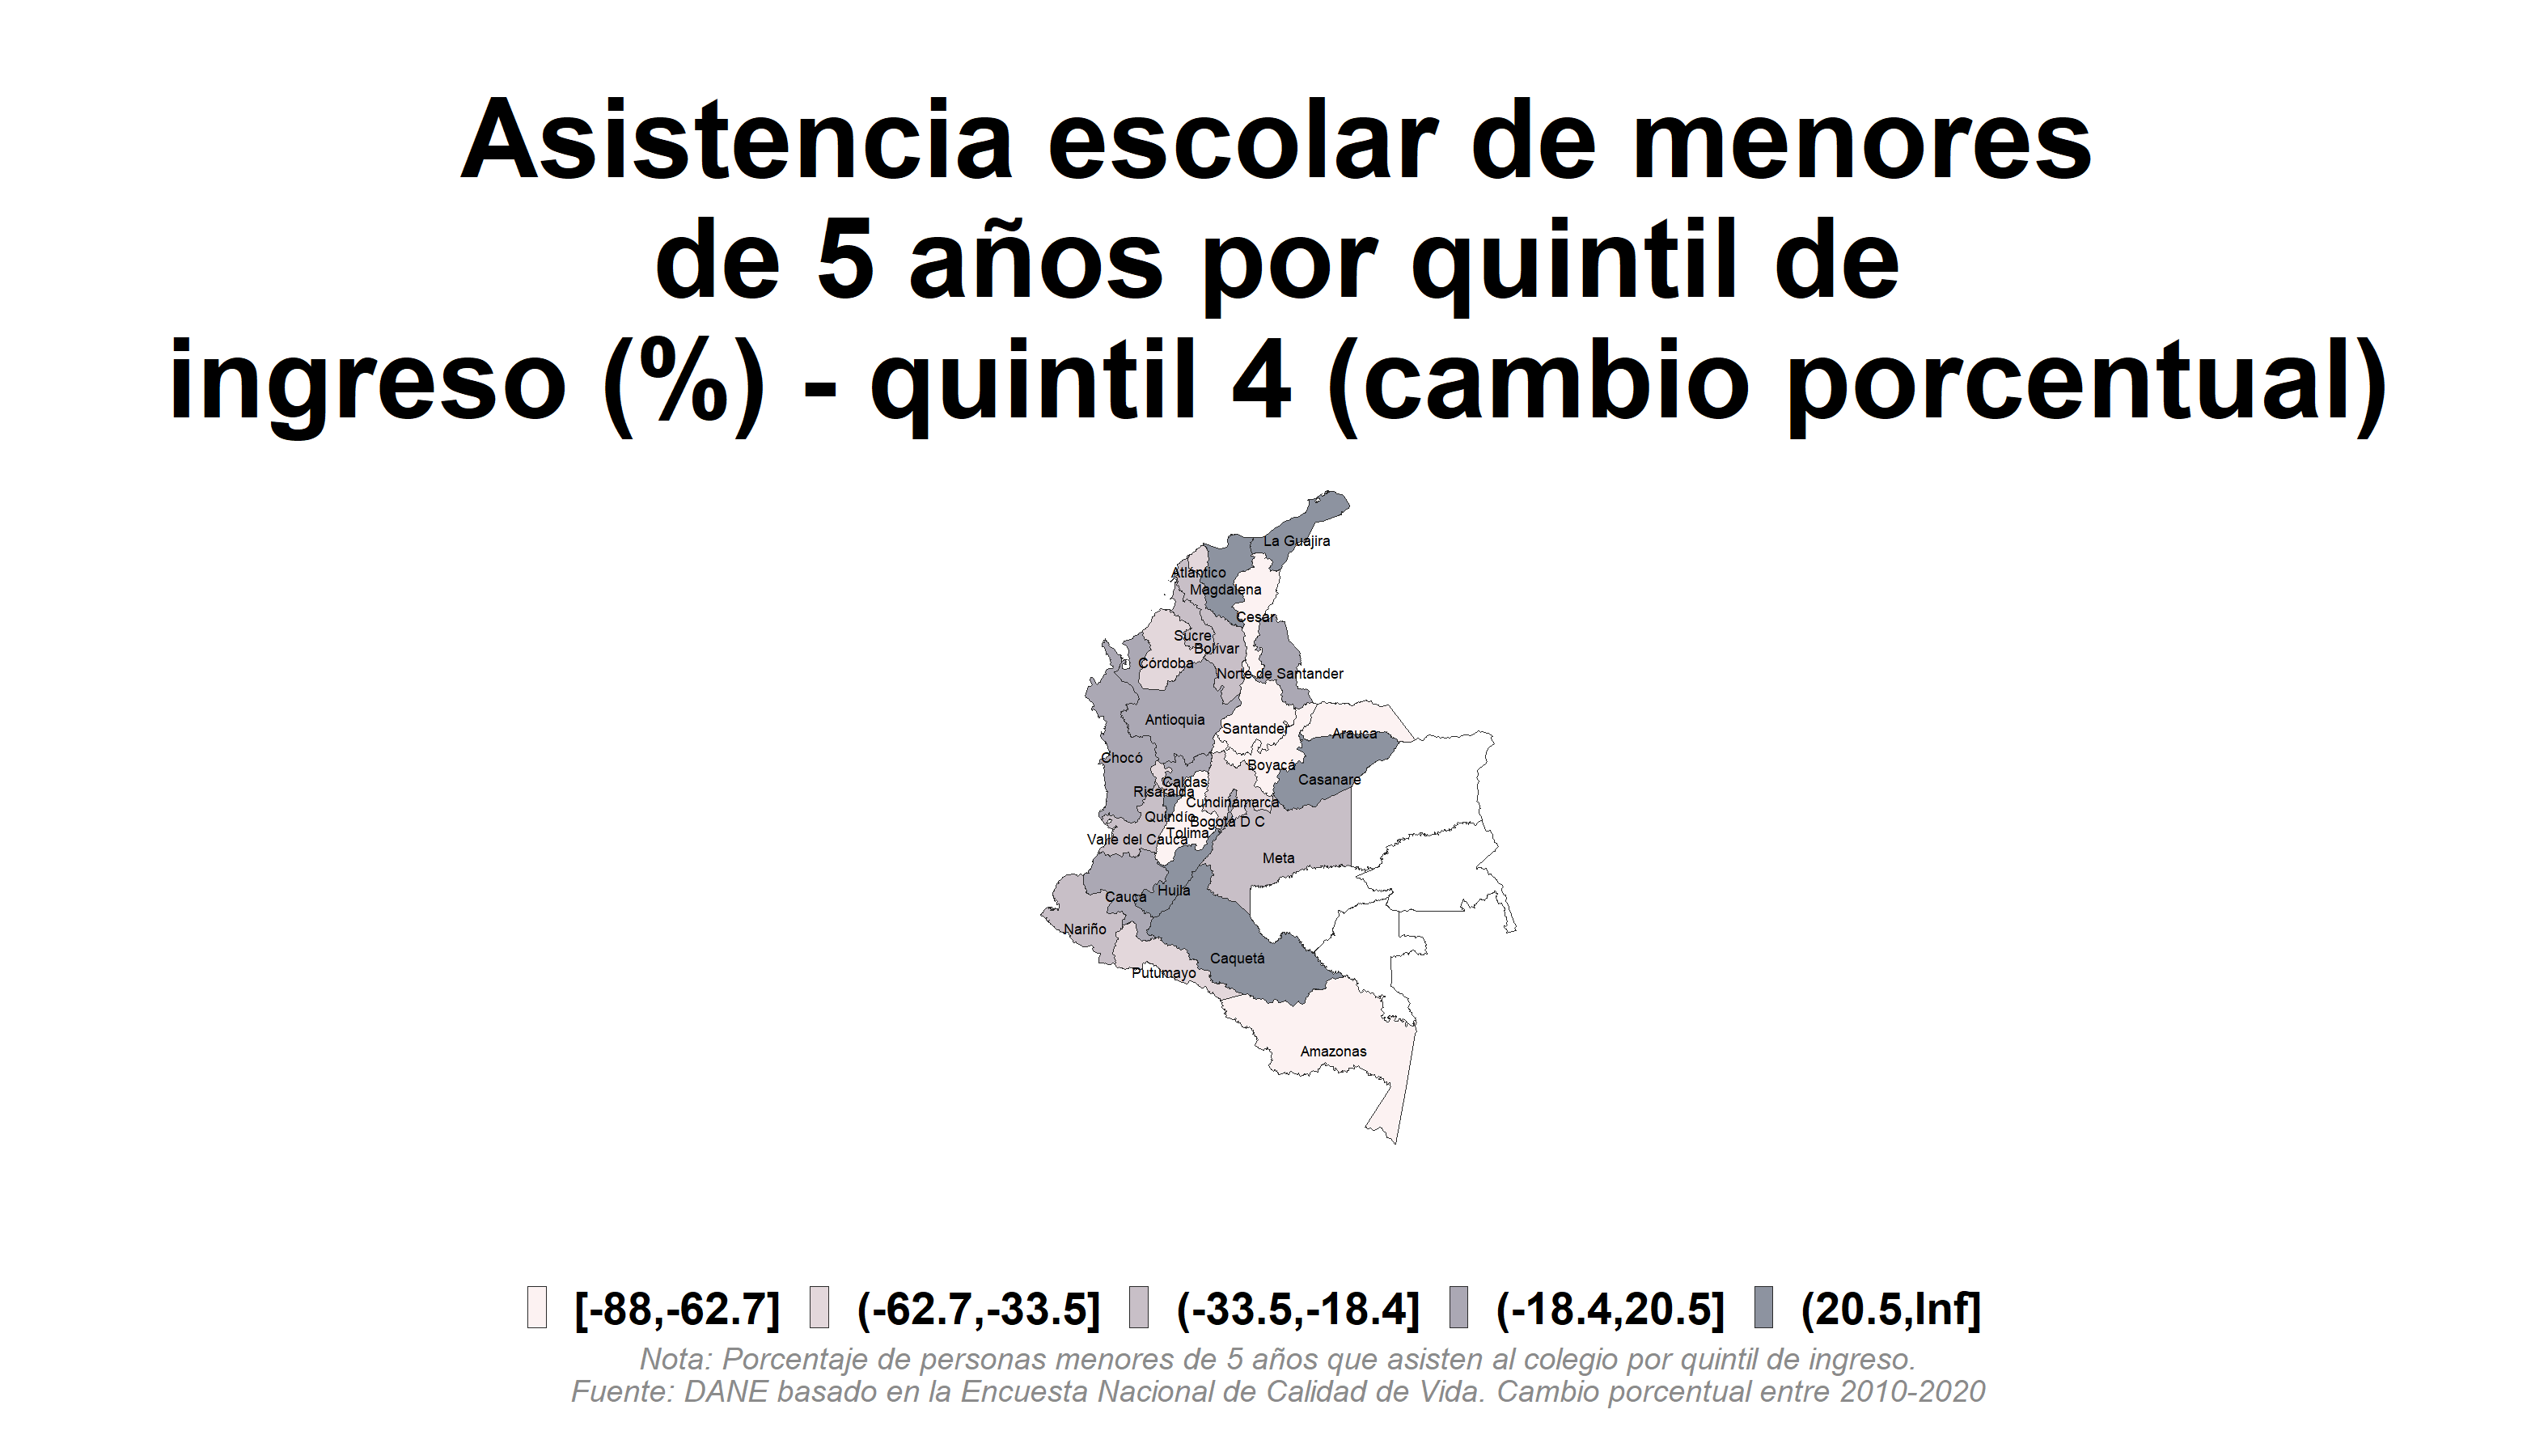 Asistencia escolar de menores
de 5 años por quintil de
ingreso (%) - quintil 4 (cambio porcentual)
La Guajira
Atlántico
Magdalena
Cesar
Sucre
Bolívar
Córdoba
Norte de Santander
Antioquia
Santander
Arauca
Chocó
Boyacá
Casanare
Caldas
Risaralda
Cundinamarca
Quindío
Bogotá D C
Tolima
Valle del Cauca
Meta
Huila
Cauca
Nariño
Caquetá
Putumayo
Amazonas
[-88,-62.7] (-62.7,-33.5] (-33.5,-18.4] (-18.4,20.5] (20.5,Inf]
Nota: Porcentaje de personas menores de 5 años que asisten al colegio por quintil de ingreso.
Fuente: DANE basado en la Encuesta Nacional de Calidad de Vida. Cambio porcentual entre 2010-2020